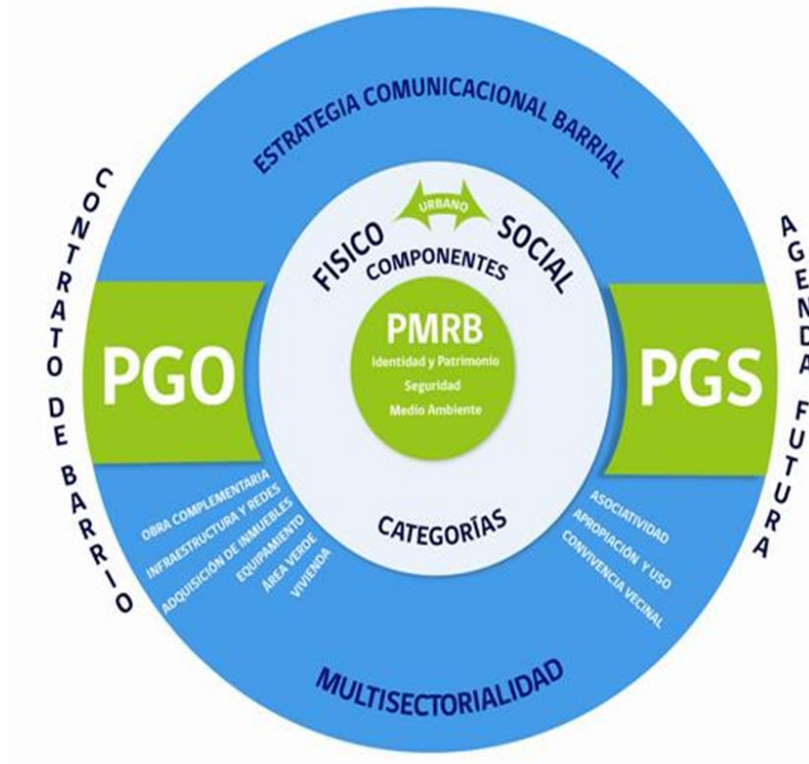 ESTRATEGIA COMUNICACIONAL BARRIAL
CONTRATO DE BARRIO
AGENDA FUTURA
URBANO
FISICO
SOCIAL
COMPONENTES
PMRB
Identidad y Patrimonio
Seguridad
Medio Ambiente
PGO
PGS
CATEGORÍAS
OBRA COMPLEMENTARIA
INFRAESTRUCTURA Y REDES
ADQUISICIÓN DE INMUEBLES
EQUIPAMIENTO
ÁREA VERDE
VIVIENDA
ASOCIATIVIDAD
APROPIACIÓN Y USO
CONVIVENCIA VECINAL
MULTISECTORIALIDAD